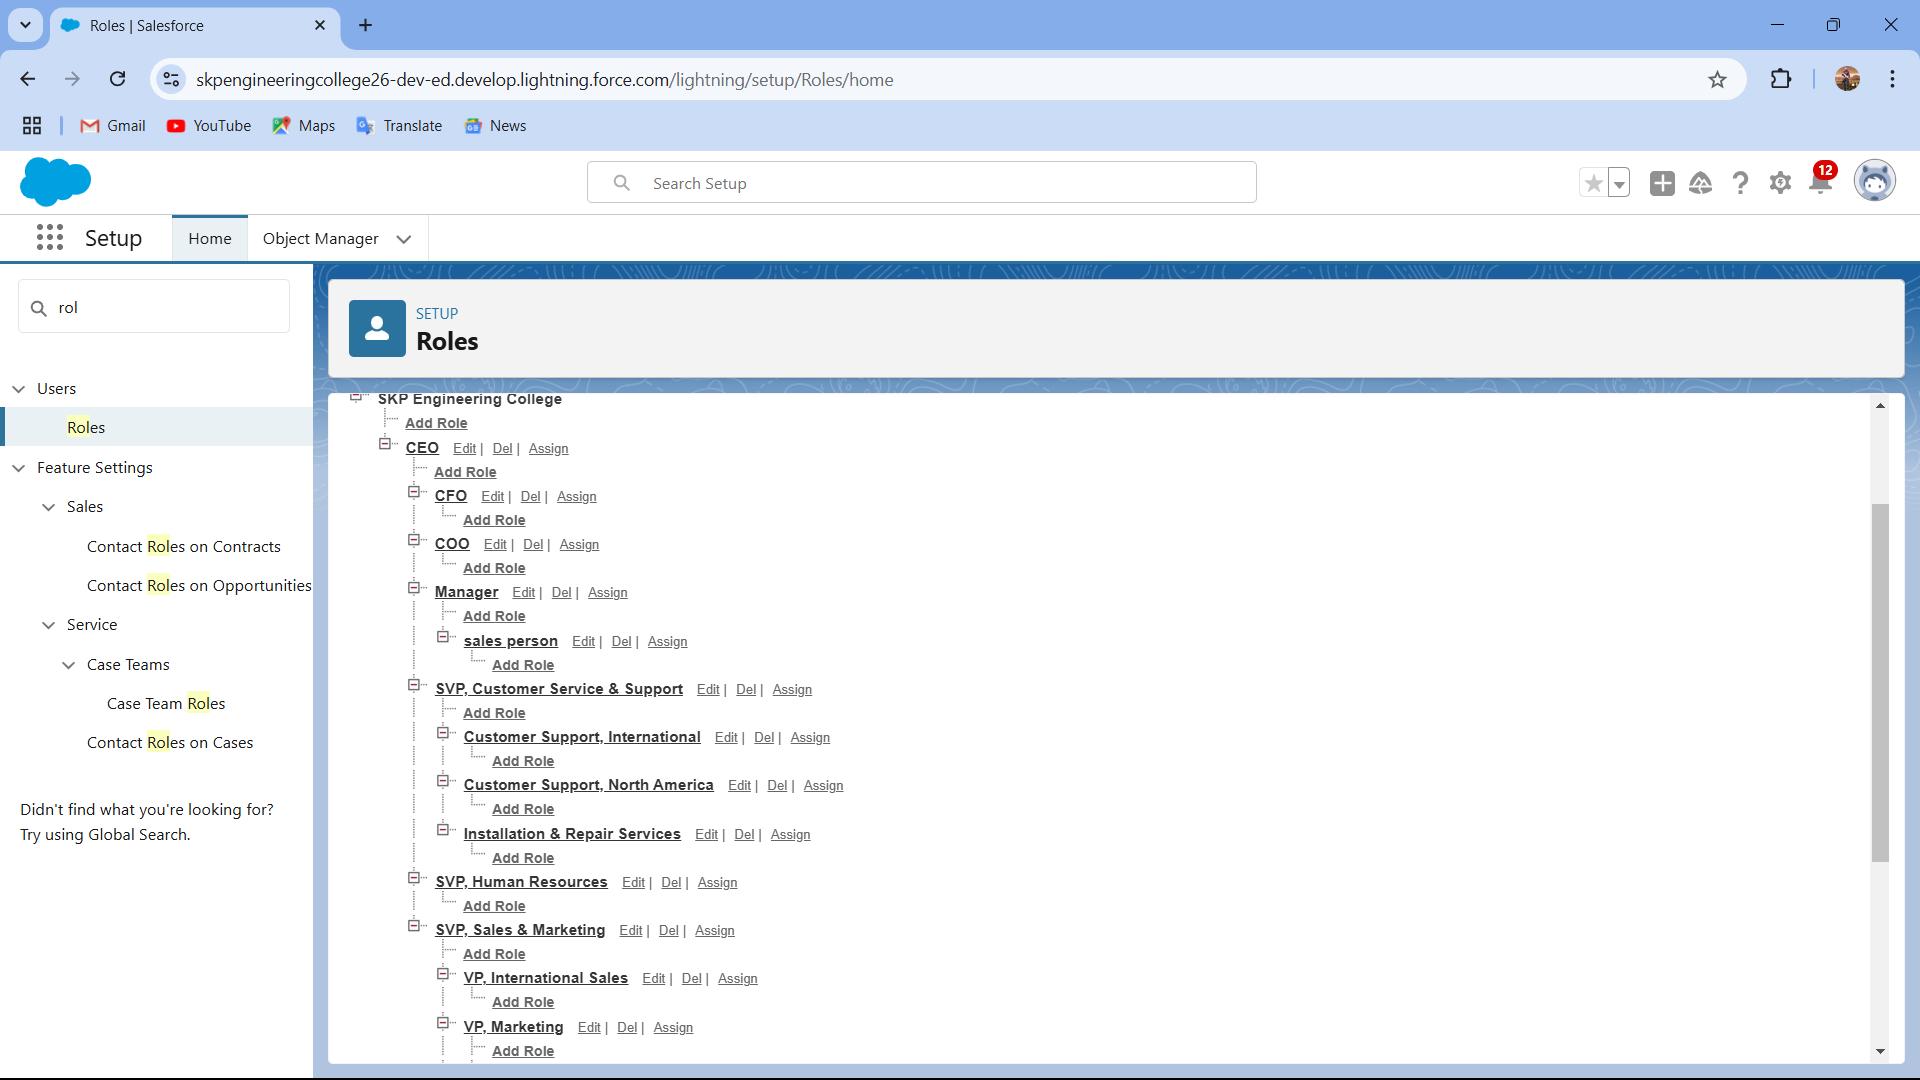 Roles | Salesforce
skpengineeringcollege26-dev-ed.develop.lightning.force.com/lightning/setup/Roles/home
Gmail
YouTube
Maps
Translate
News
Search Setup
12
Setup
Home
Object Manager
rol
Users
Roles
Feature Settings
Sales
Contact Roles on Contracts
Contact Roles on Opportunities
Service
Case Teams
Case Team Roles
Contact Roles on Cases
Didn't find what you're looking for?
Try using Global Search.
SETUP
Roles
SKP Engineering College
Add Role
CEO Edit | Del | Assign
Add Role
CFO Edit | Del | Assign
Add Role
COO Edit | Del | Assign
Add Role
Manager Edit | Del | Assign
Add Role
sales person Edit | Del | Assign
Add Role
SVP, Customer Service & Support Edit | Del | Assign
Add Role
Customer Support, International Edit | Del | Assign
Add Role
Customer Support, North America Edit | Del | Assign
Add Role
Installation & Repair Services Edit | Del | Assign
Add Role
SVP, Human Resources Edit | Del | Assign
Add Role
SVP, Sales & Marketing Edit | Del | Assign
Add Role
VP, International Sales Edit | Del | Assign
Add Role
VP, Marketing Edit | Del | Assign
Add Role